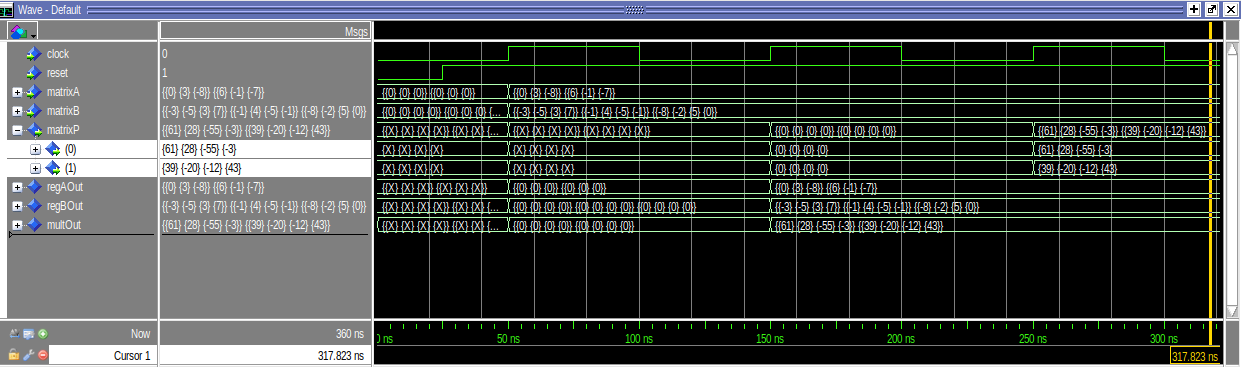 Wave - Default
Msgs
clock 0
reset 1
matrixA {{0} {3} {-8}} {{6} {-1} {-7}} {{0} {0} {0}} {{0} {0} {0}} {{0} {3} {-8}} {{6} {-1} {-7}}
matrixB {{-3} {-5} {3} {7}} {{-1} {4} {-5} {-1}} {{-8} {-2} {5} {0}} {{0} {0} {0} {0}} {{0} {0} {0} {... {{-3} {-5} {3} {7}} {{-1} {4} {-5} {-1}} {{-8} {-2} {5} {0}}
matrixP {{61} {28} {-55} {-3}} {{39} {-20} {-12} {43}} {{X} {X} {X} {X}} {{X} {X} {... {{X} {X} {X} {X}} {{X} {X} {X} {X}} {{0} {0} {0} {0}} {{0} {0} {0} {0}} {{61} {28} {-55} {-3}} {{39} {-20} {-12} {43}}
(0) {61} {28} {-55} {-3} {X} {X} {X} {X} {X} {X} {X} {X} {0} {0} {0} {0} {61} {28} {-55} {-3}
(1) {39} {-20} {-12} {43} {X} {X} {X} {X} {X} {X} {X} {X} {0} {0} {0} {0} {39} {-20} {-12} {43}
regAOut {{0} {3} {-8}} {{6} {-1} {-7}} {{X} {X} {X}} {{X} {X} {X}} {{0} {0} {0}} {{0} {0} {0}} {{0} {3} {-8}} {{6} {-1} {-7}}
regBOut {{-3} {-5} {3} {7}} {{-1} {4} {-5} {-1}} {{-8} {-2} {5} {0}} {{X} {X} {X} {X}} {{X} {X} {... {{0} {0} {0} {0}} {{0} {0} {0} {0}} {{0} {0} {0} {0}} {{-3} {-5} {3} {7}} {{-1} {4} {-5} {-1}} {{-8} {-2} {5} {0}}
multOut {{61} {28} {-55} {-3}} {{39} {-20} {-12} {43}} {{X} {X} {X} {X}} {{X} {X} {... {{0} {0} {0} {0}} {{0} {0} {0} {0}} {{61} {28} {-55} {-3}} {{39} {-20} {-12} {43}}
Now 360 ns ns 50 ns 100 ns 150 ns 200 ns 250 ns 300 ns
Cursor 1 317.823 ns 317.823 ns